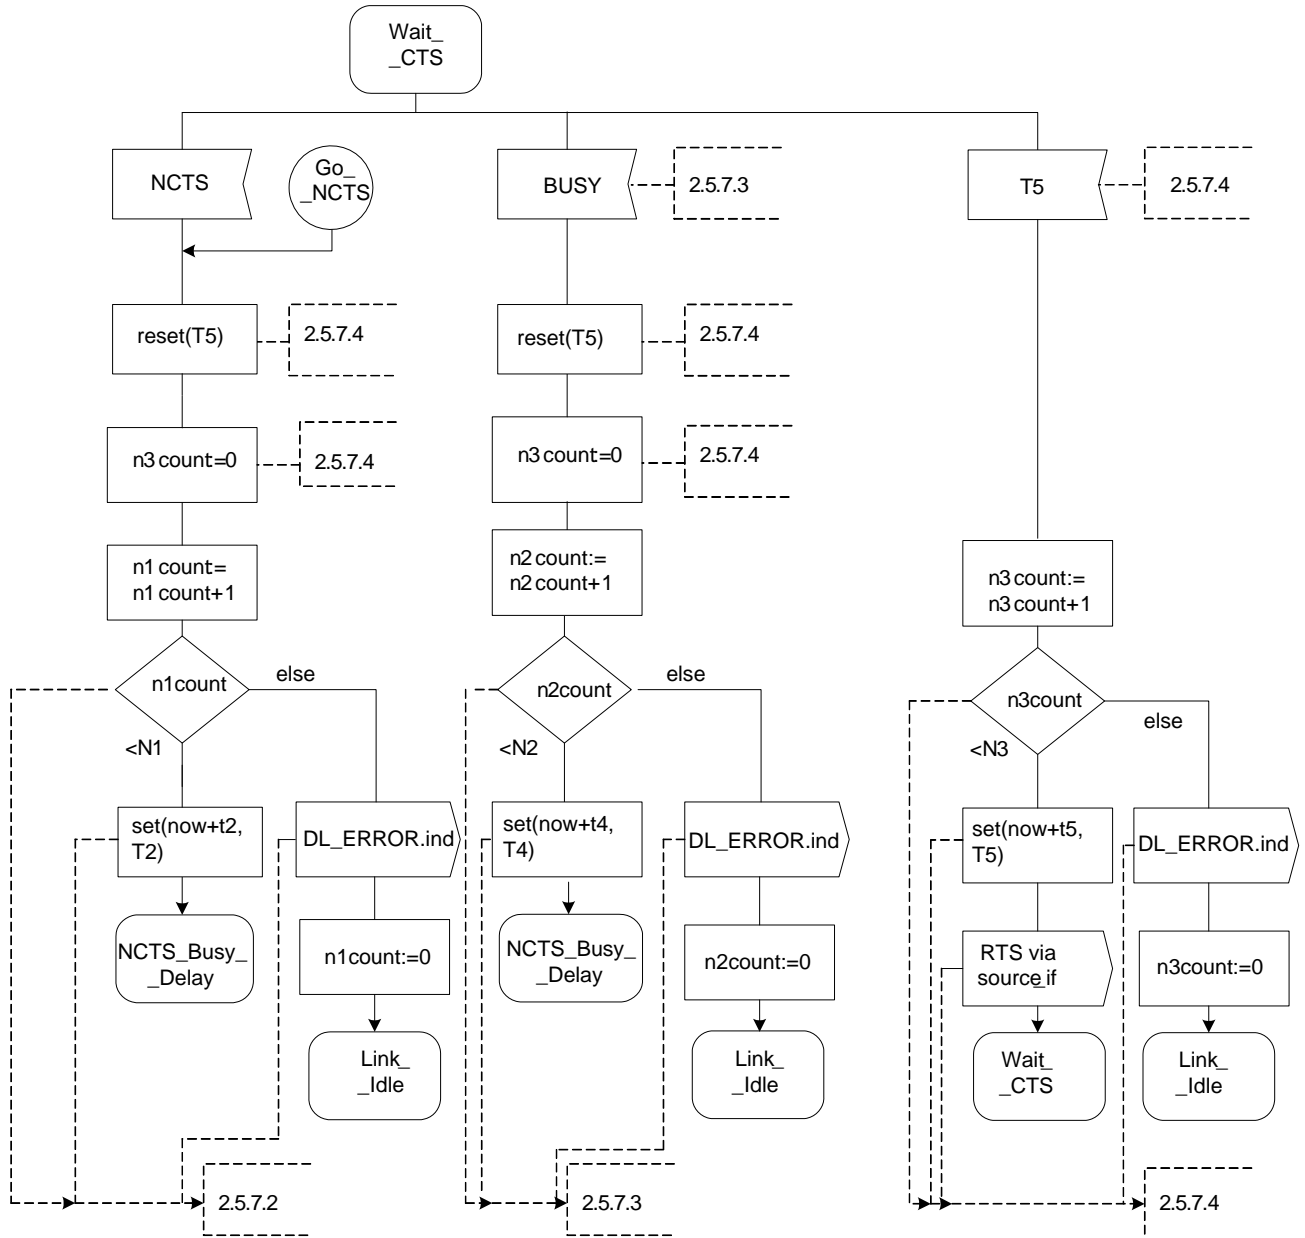 Wait_
_CTS
NCTS
Go_
_NCTS
BUSY
2.5.7.3
T5
2.5.7.4
reset(T5)
2.5.7.4
reset(T5)
2.5.7.4
n3 count=0
2.5.7.4
n3 count=0
2.5.7.4
n1 count=
n1 count+1
n2 count:=
n2 count+1
n3 count:=
n3 count+1
n1count
else
<N1
n2count
else
<N2
n3count
else
<N3
set(now+t2,
T2)
DL_ERROR.ind
set(now+t4,
T4)
DL_ERROR.ind
set(now+t5,
T5)
DL_ERROR.ind
NCTS_Busy_
_Delay
n1count:=0
NCTS_Busy_
_Delay
n2count:=0
RTS via
source_if
n3count:=0
Link_
_Idle
Link_
_Idle
Wait_
_CTS
Link_
_Idle
2.5.7.2
2.5.7.3
2.5.7.4